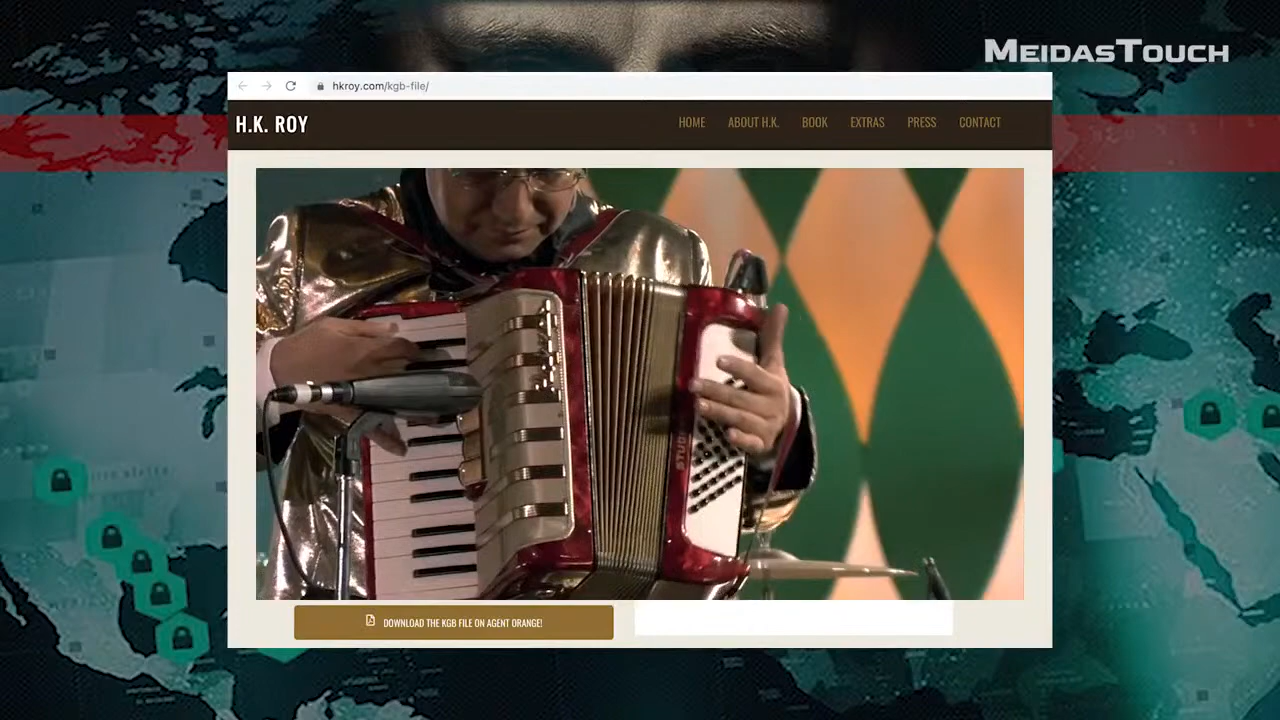 MEIDASTOUCH
hkroy.com/kgb-file/
H.K. ROY
HOME ABOUT H.K. BOOK EXTRAS PRESS CONTACT
DOWNLOAD THE KGB FILE ON AGENT ORANGE!